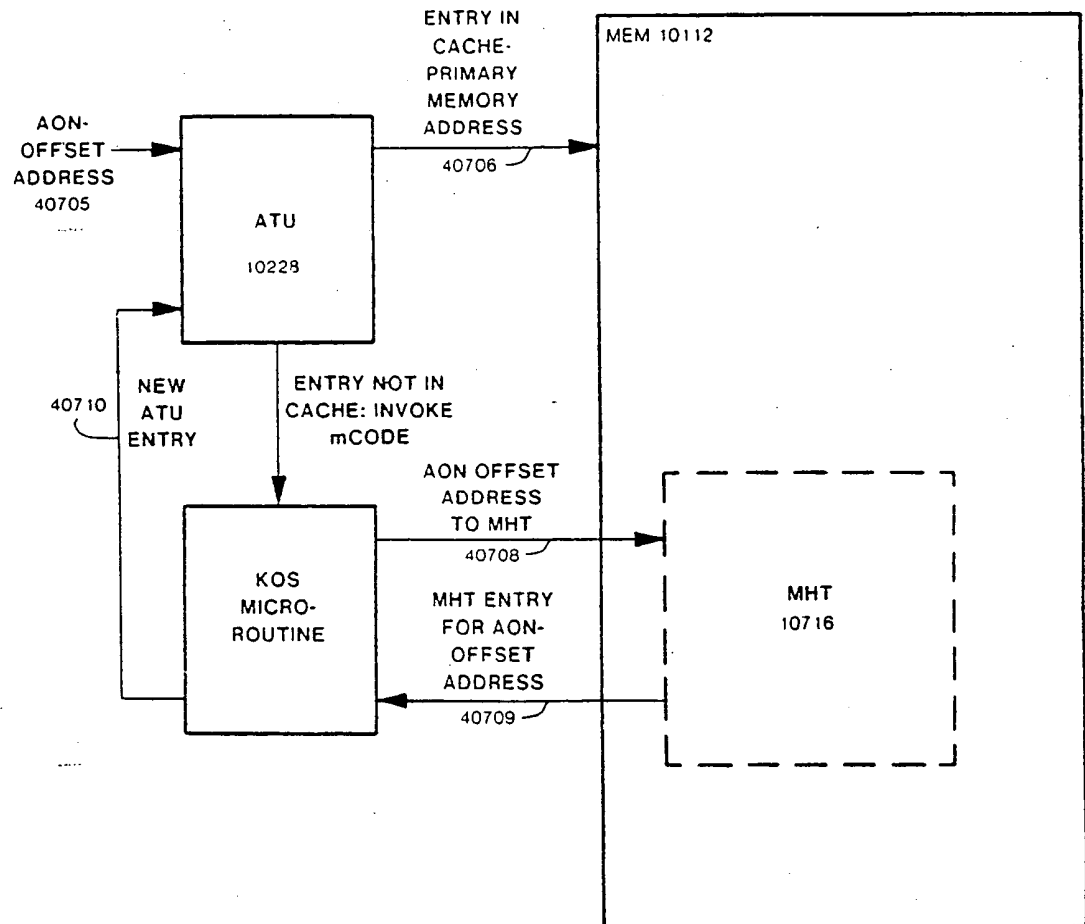 ENTRY IN
CACHE-
PRIMARY
MEMORY
ADDRESS
40706
MEM 10112
AON-
OFFSET
ADDRESS
40705
ATU
10228
40710
NEW
ATU
ENTRY
ENTRY NOT IN
CACHE: INVOKE
mCODE
AON OFFSET
ADDRESS
TO MHT
40708
KOS
MICRO-
ROUTINE
MHT ENTRY
FOR AON-
OFFSET
ADDRESS
40709
MHT
10716